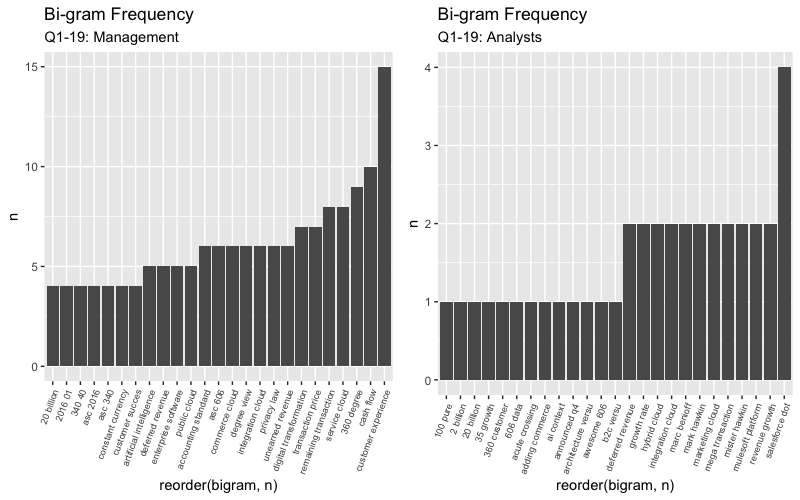 Bi-gram Frequency
Q1-19: Management
15
10
5
0
n
20 billion
2016 01
340 40
asc 2016
asc 340
constant currency
customer succes
artificial intelligence
deferred revenue
enterprise software
public cloud
accounting standard
asc 606
commerce cloud
degree view
integration cloud
privacy law
unearned revenue
digital transformation
transaction price
remaining transaction
service cloud
360 degree
cash flow
customer experience
reorder(bigram, n)
Bi-gram Frequency
Q1-19: Analysts
4
3
2
1
0
n
100 pure
2 billion
20 billion
35 growth
360 customer
606 data
acute crossing
adding commerce
ai context
announced q4
architecture versu
awesome 606
b2c versu
deferred revenue
growth rate
hybrid cloud
integration cloud
marc benioff
mark hawkin
marketing cloud
mega transaction
mister hawkin
mulesoft platform
revenue growth
salesforce dot
reorder(bigram, n)